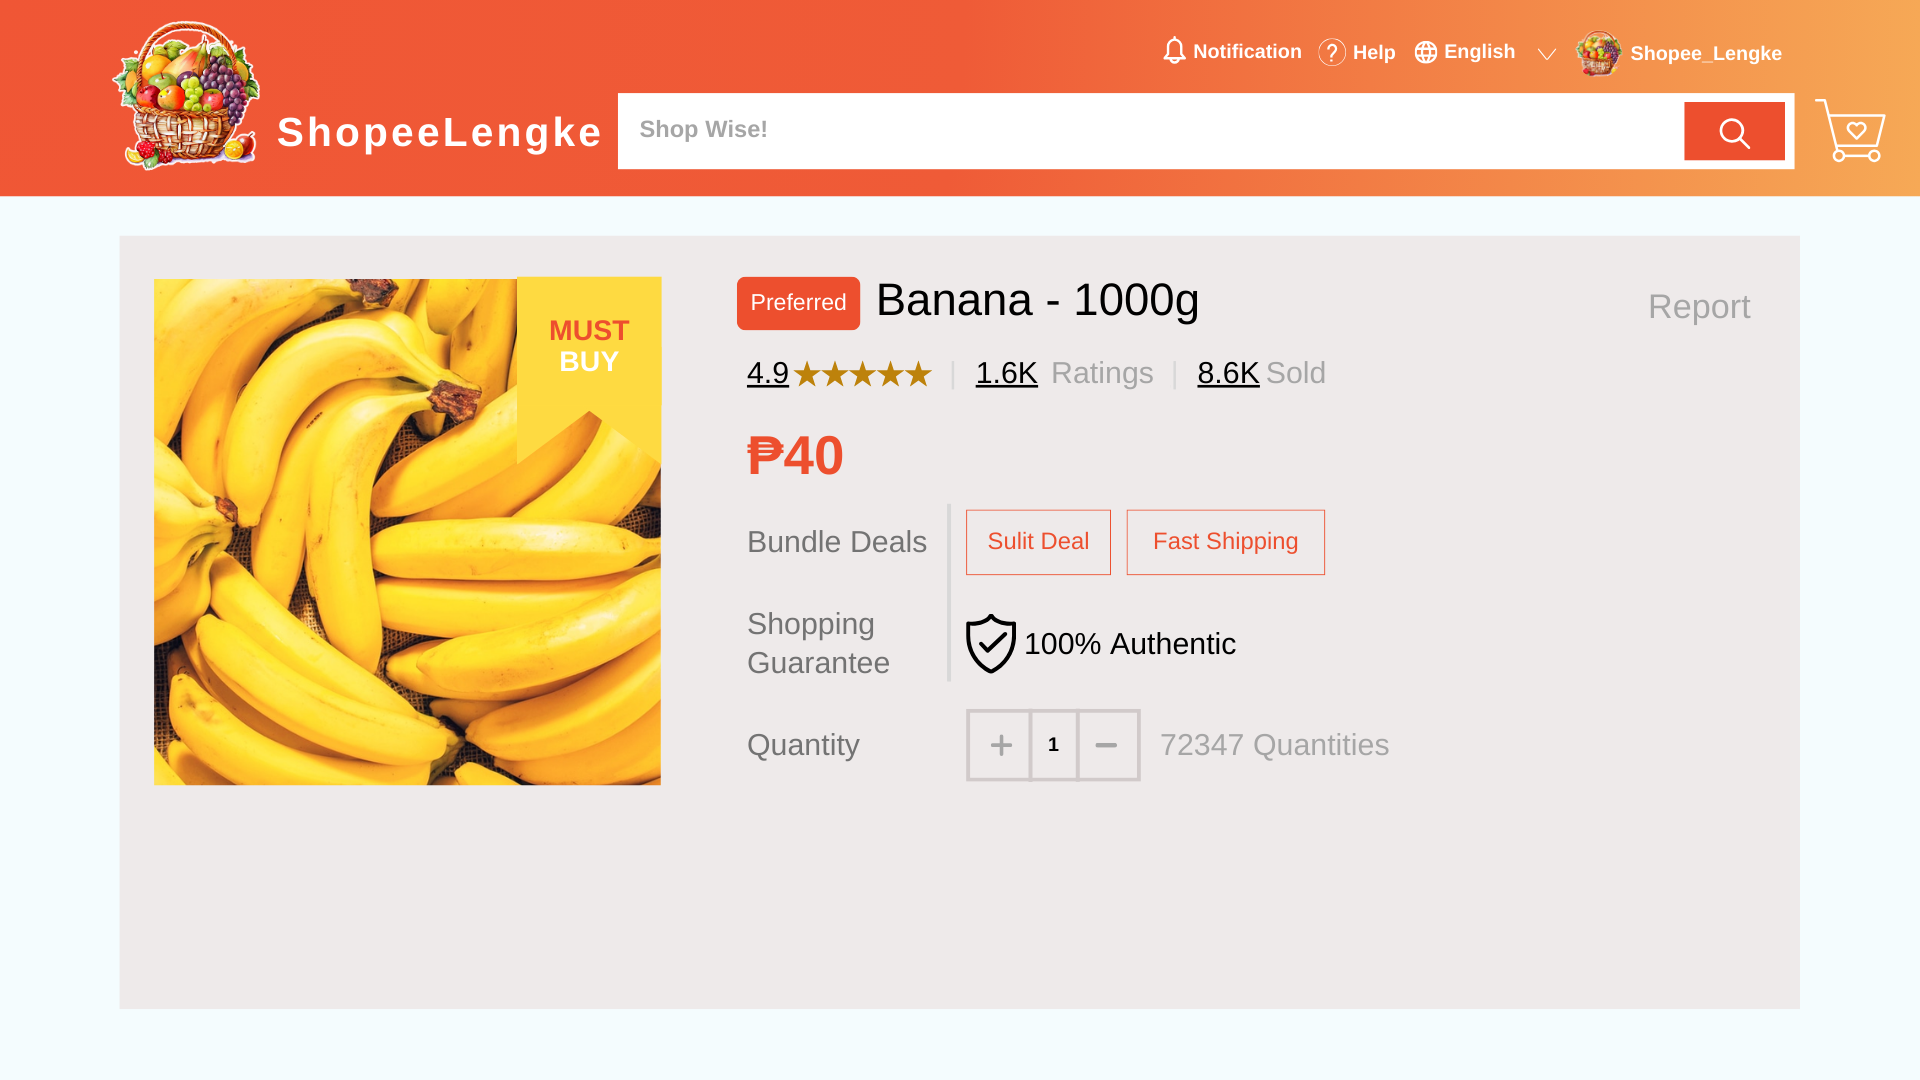 Notification
Help
English
Shopee_Lengke
ShopeeLengke
Shop Wise!
MUST
BUY
Preferred
Banana - 1000g
Report
4.9★★★★★ | 1.6K Ratings | 8.6K Sold
₱40
Bundle Deals
Sulit Deal
Fast Shipping
Shopping
Guarantee
100% Authentic
Quantity
+ 1 −
72347 Quantities